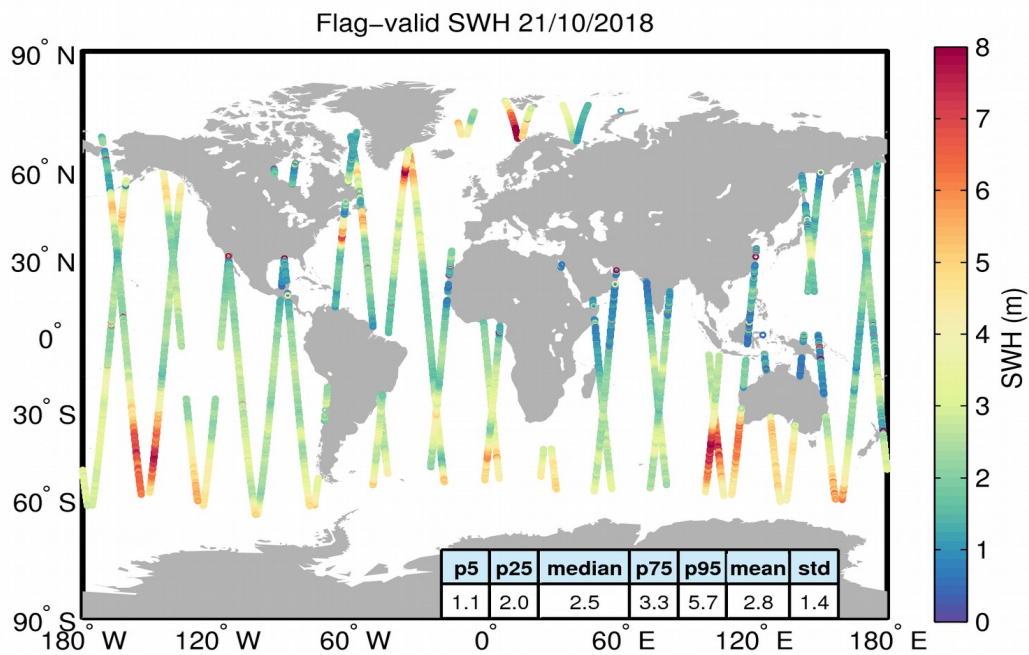 Flag−valid SWH 21/10/2018
90° N
60° N
30° N
0°
30° S
60° S
90° S
180° W
120° W
60° W
0°
60° E
120° E
180° E
p5 p25 median p75 p95 mean std
1.1 2.0 2.5 3.3 5.7 2.8 1.4
8
7
6
5
4
3
2
1
0
SWH (m)